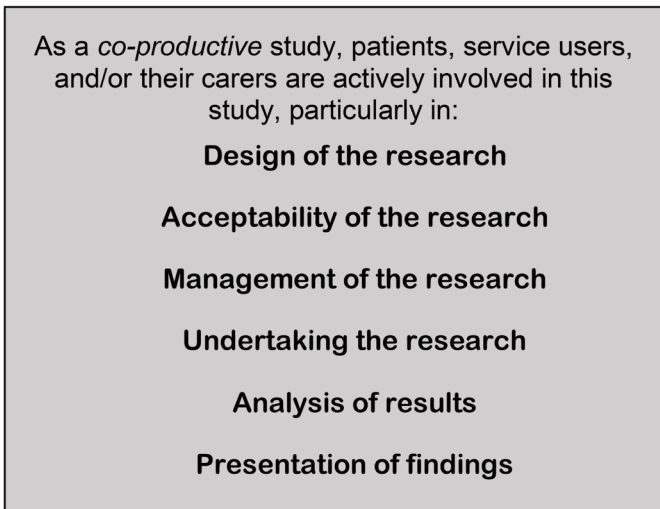 As a co-productive study, patients, service users,
and/or their carers are actively involved in this
study, particularly in:
Design of the research
Acceptability of the research
Management of the research
Undertaking the research
Analysis of results
Presentation of findings